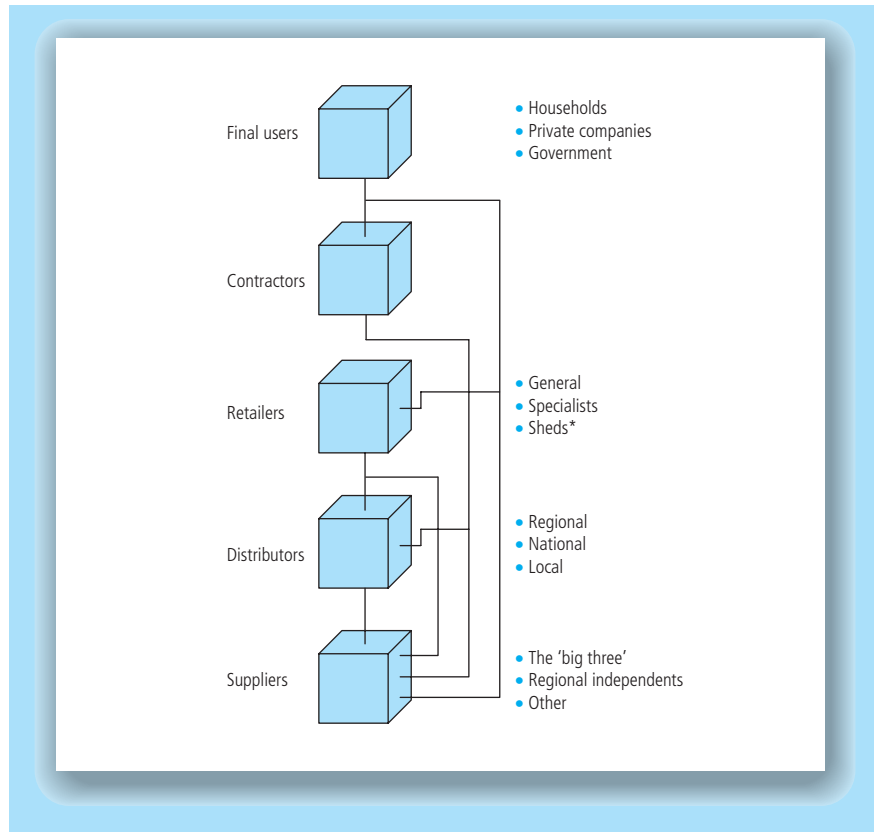 Final users
• Households
• Private companies
• Government
Contractors
Retailers
• General
• Specialists
• Sheds*
Distributors
• Regional
• National
• Local
Suppliers
• The ‘big three’
• Regional independents
• Other